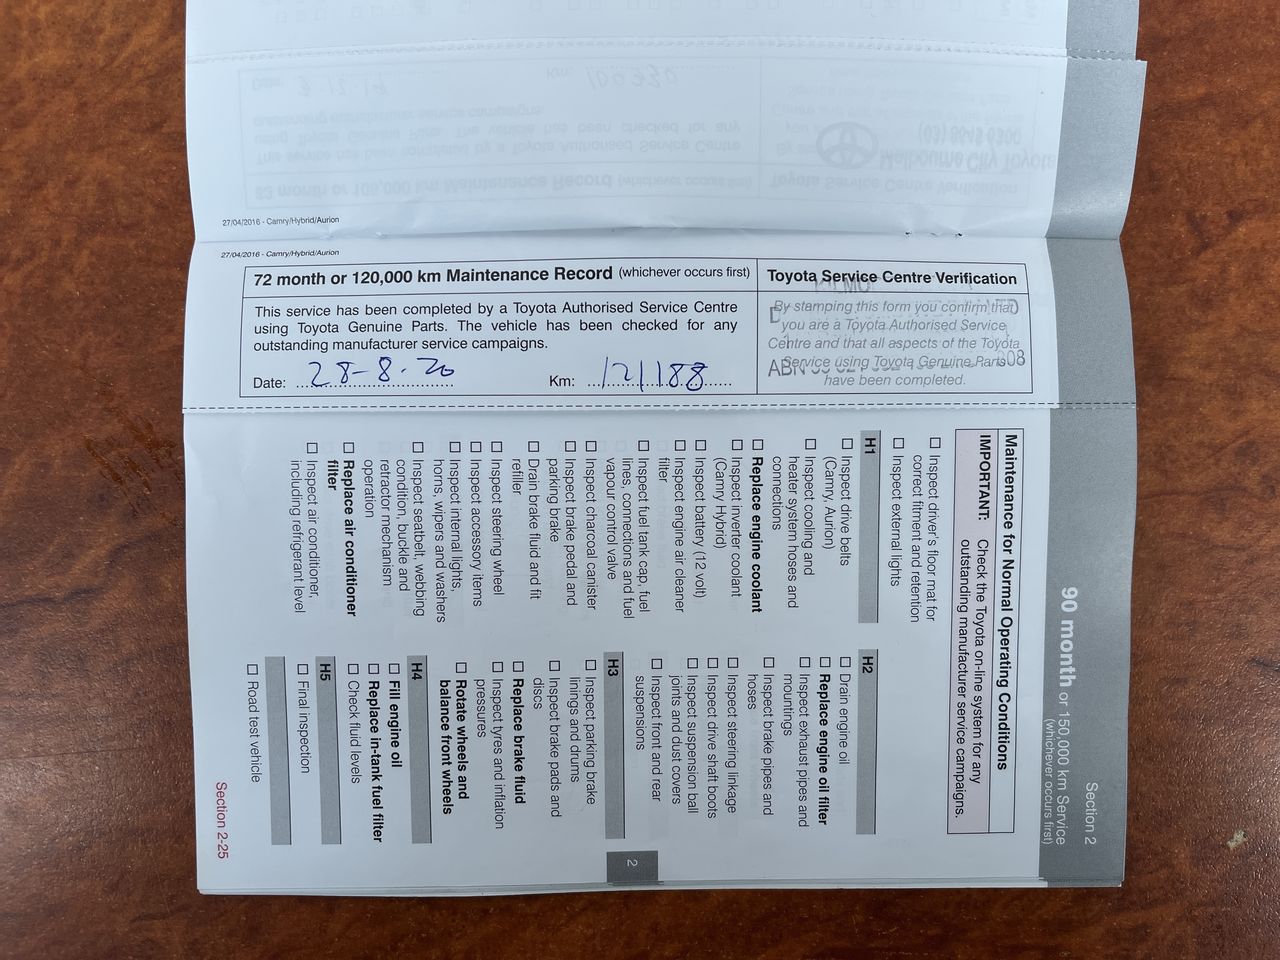 27/04/2016 - Camry/Hybrid/Aurion
27/04/2016 - Camry/Hybrid/Aurion
72 month or 120,000 km Maintenance Record (whichever occurs first)
This service has been completed by a Toyota Authorised Service Centre
using Toyota Genuine Parts. The vehicle has been checked for any
outstanding manufacturer service campaigns.
Date: 28-8-20 Km: 121188
Toyota Service Centre Verification
By stamping this form you confirm that
you are a Toyota Authorised Service
Centre and that all aspects of the Toyota
Service using Toyota Genuine Parts
have been completed.
ABN
Section 2
90 month or 150,000 km Service
(whichever occurs first)
Maintenance for Normal Operating Conditions
IMPORTANT: Check the Toyota on-line system for any
outstanding manufacturer service campaigns.
Inspect driver's floor mat for
correct fitment and retention
Inspect external lights
H1
Inspect drive belts
(Camry, Aurion)
Inspect cooling and
heater system hoses and
connections
Replace engine coolant
Inspect inverter coolant
(Camry Hybrid)
Inspect battery (12 volt)
Inspect engine air cleaner
filter
Inspect fuel tank cap, fuel
lines, connections and fuel
vapour control valve
Inspect charcoal canister
Inspect brake pedal and
parking brake
Drain brake fluid and fit
refiller
Inspect steering wheel
Inspect accessory items
Inspect internal lights,
horns, wipers and washers
Inspect seatbelt, webbing
condition, buckle and
retractor mechanism
operation
Replace air conditioner
filter
Inspect air conditioner,
including refrigerant level
H2
Drain engine oil
Replace engine oil filter
Inspect exhaust pipes and
mountings
Inspect brake pipes and
hoses
Inspect steering linkage
Inspect drive shaft boots
Inspect suspension ball
joints and dust covers
Inspect front and rear
suspensions
H3
Inspect parking brake
linings and drums
Inspect brake pads and
discs
Replace brake fluid
Inspect tyres and inflation
pressures
Rotate wheels and
balance front wheels
H4
Fill engine oil
Replace in-tank fuel filter
Check fluid levels
H5
Final inspection
Road test vehicle
2
Section 2-25